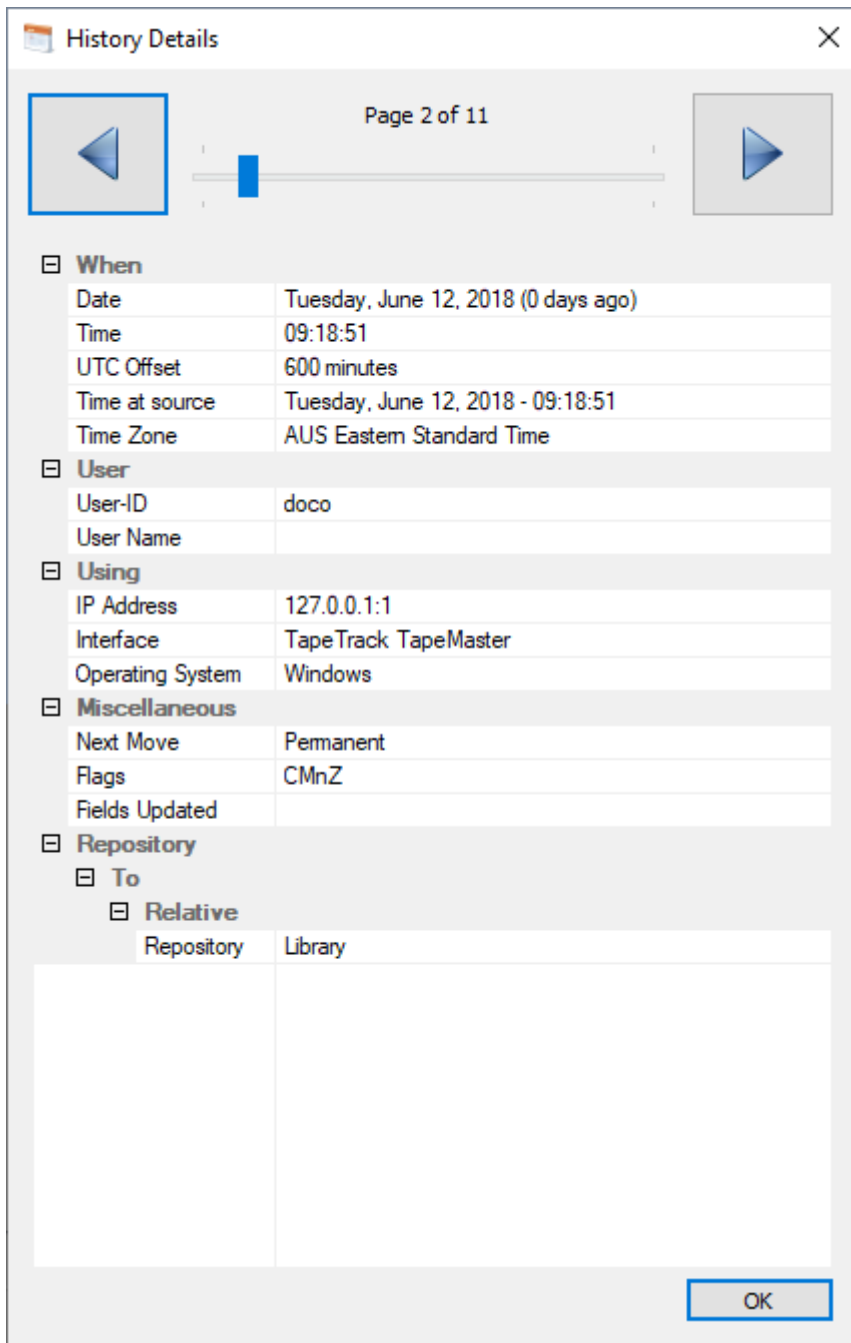 History Details
Page 2 of 11
When
Date Tuesday, June 12, 2018 (0 days ago)
Time 09:18:51
UTC Offset 600 minutes
Time at source Tuesday, June 12, 2018 - 09:18:51
Time Zone AUS Eastern Standard Time
User
User-ID doco
User Name
Using
IP Address 127.0.0.1:1
Interface TapeTrack TapeMaster
Operating System Windows
Miscellaneous
Next Move Permanent
Flags CMnZ
Fields Updated
Repository
To
Relative
Repository Library
OK